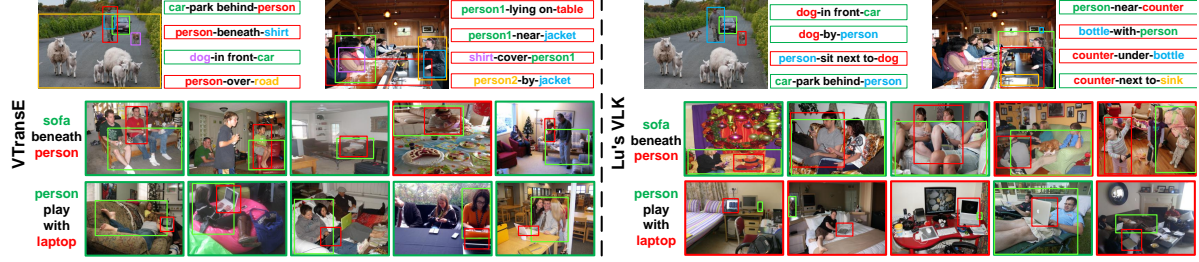 car-park behind-person
person-beneath-shirt
dog-in front-car
person-over-road
person1-lying on-table
person1-near-jacket
shirt-cover-person1
person2-by-jacket
dog-in front-car
dog-by-person
person-sit next to-dog
car-park behind-person
person-near-counter
bottle-with-person
counter-under-bottle
counter-next to-sink
VTransE
sofa
beneath
person
person
play
with
laptop
Lu's VLK
sofa
beneath
person
person
play
with
laptop